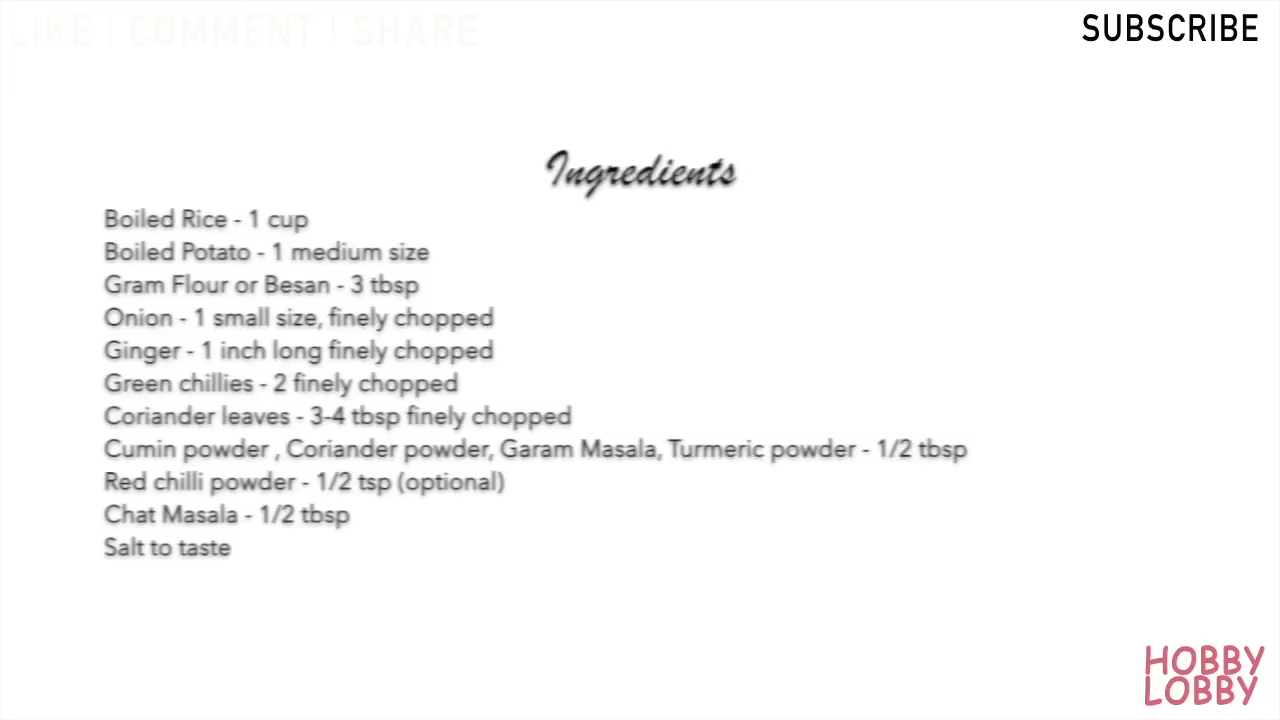 LIKE | COMMENT | SHARE
SUBSCRIBE
Ingredients
Boiled Rice - 1 cup
Boiled Potato - 1 medium size
Gram Flour or Besan - 3 tbsp
Onion - 1 small size, finely chopped
Ginger - 1 inch long finely chopped
Green chillies - 2 finely chopped
Coriander leaves - 3-4 tbsp finely chopped
Cumin powder , Coriander powder, Garam Masala, Turmeric powder - 1/2 tbsp
Red chilli powder - 1/2 tsp (optional)
Chat Masala - 1/2 tbsp
Salt to taste
HOBBY
LOBBY